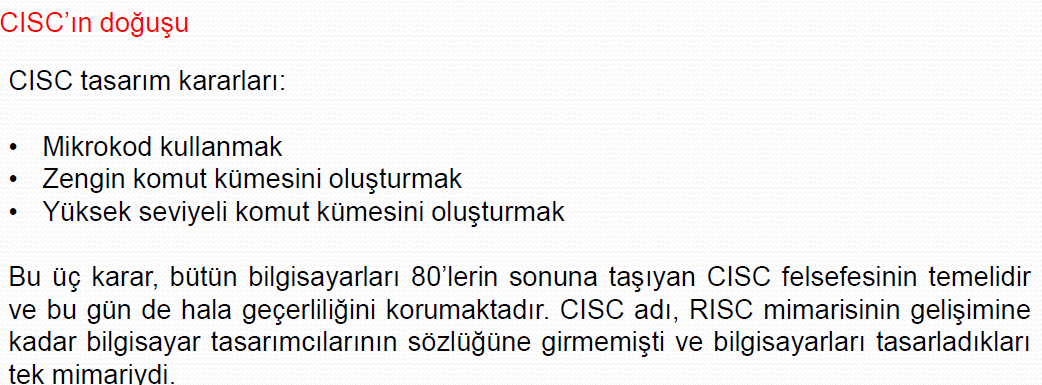 CISC’ın doğuşu
CISC tasarım kararları:
• Mikrokod kullanmak
• Zengin komut kümesini oluşturmak
• Yüksek seviyeli komut kümesini oluşturmak
Bu üç karar, bütün bilgisayarları 80’lerin sonuna taşıyan CISC felsefesinin temelidir
ve bu gün de hala geçerliliğini korumaktadır. CISC adı, RISC mimarisinin gelişimine
kadar bilgisayar tasarımcılarının sözlüğüne girmemişti ve bilgisayarları tasarladıkları
tek mimariydi.